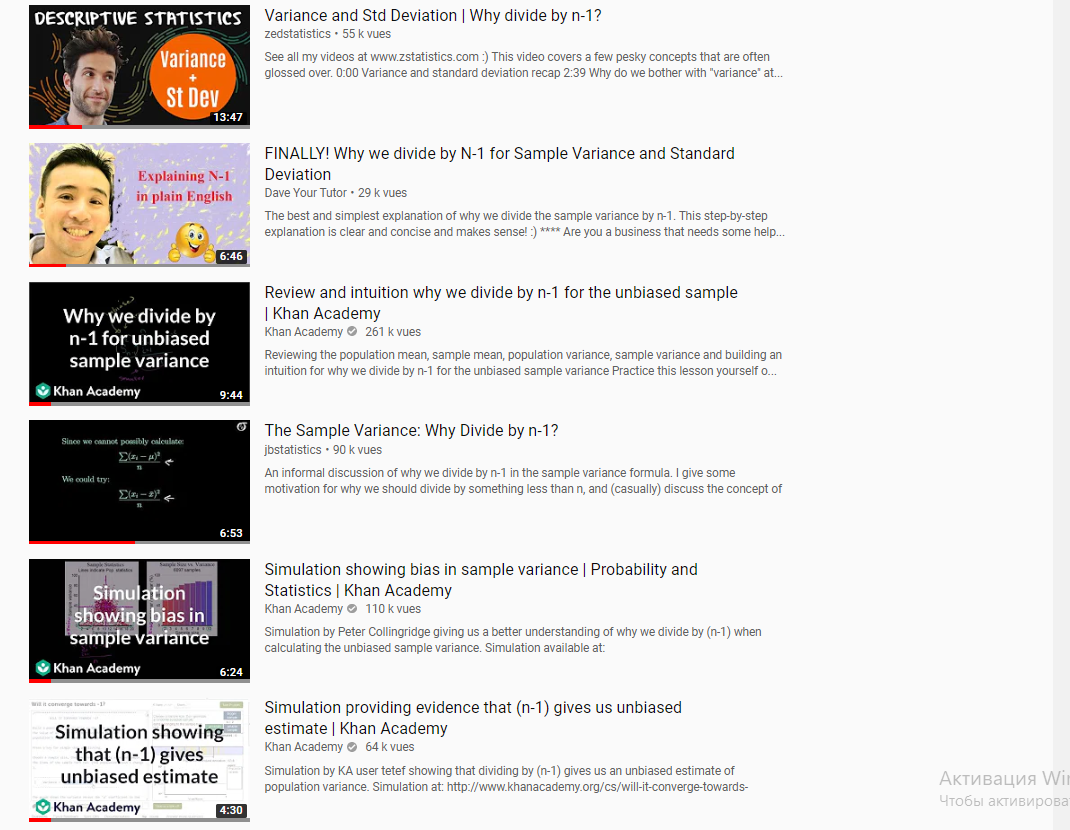 DESCRIPTIVE STATISTICS
Variance
+
St Dev
13:47
Variance and Std Deviation | Why divide by n-1?
zedstatistics • 55 k vues
See all my videos at www.zstatistics.com :) This video covers a few pesky concepts that are often
glossed over. 0:00 Variance and standard deviation recap 2:39 Why do we bother with "variance" at...
Explaining N-1
in plain English
6:46
FINALLY! Why we divide by N-1 for Sample Variance and Standard
Deviation
Dave Your Tutor • 29 k vues
The best and simplest explanation of why we divide the sample variance by n-1. This step-by-step
explanation is clear and concise and makes sense! :) **** Are you a business that needs some help...
Why we divide by
n-1 for unbiased
sample variance
Khan Academy
9:44
Review and intuition why we divide by n-1 for the unbiased sample
| Khan Academy
Khan Academy 261 k vues
Reviewing the population mean, sample mean, population variance, sample variance and building an
intuition for why we divide by n-1 for the unbiased sample variance Practice this lesson yourself o...
Since we cannot possibly calculate:
∑(xᵢ − μ)²
n
We could try:
∑(xᵢ − x̄)²
n
6:53
The Sample Variance: Why Divide by n-1?
jbstatistics • 90 k vues
An informal discussion of why we divide by n-1 in the sample variance formula. I give some
motivation for why we should divide by something less than n, and (casually) discuss the concept of
Simulation
showing bias in
sample variance
Khan Academy
6:24
Simulation showing bias in sample variance | Probability and
Statistics | Khan Academy
Khan Academy 110 k vues
Simulation by Peter Collingridge giving us a better understanding of why we divide by (n-1) when
calculating the unbiased sample variance. Simulation available at:
Will it converge towards -1?
Simulation showing
that (n-1) gives
unbiased estimate
Khan Academy
4:30
Simulation providing evidence that (n-1) gives us unbiased
estimate | Khan Academy
Khan Academy 64 k vues
Simulation by KA user tetef showing that dividing by (n-1) gives us an unbiased estimate of
population variance. Simulation at: http://www.khanacademy.org/cs/will-it-converge-towards-
Активация Win
Чтобы активирова